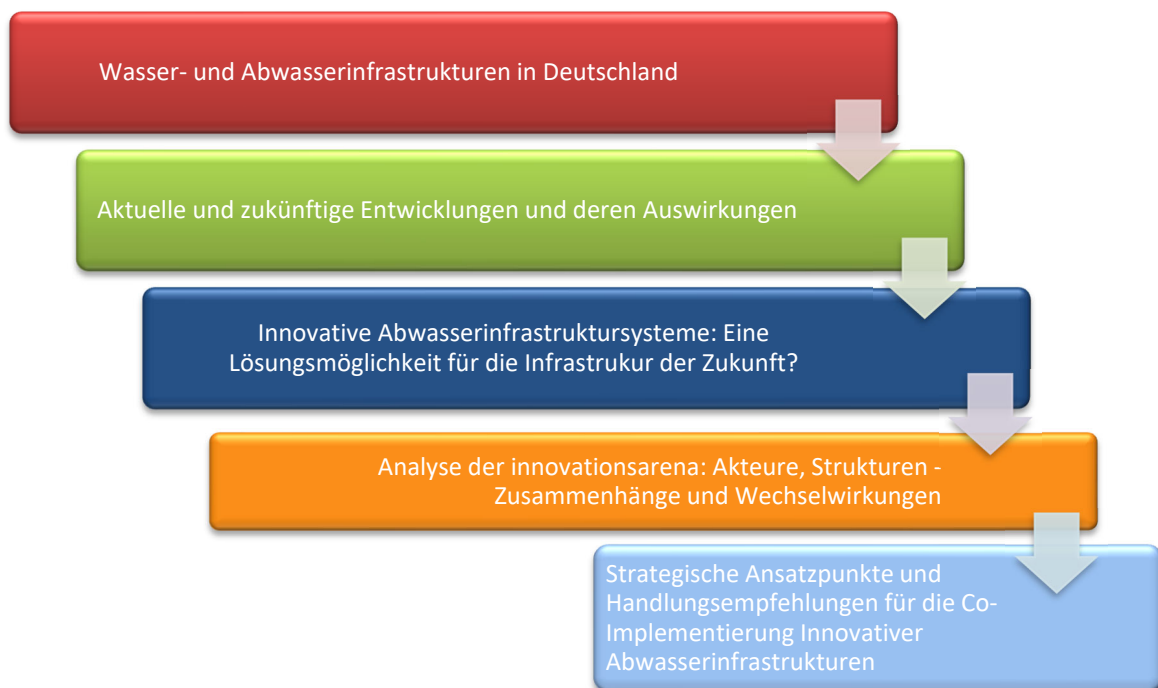 Wasser- und Abwasserinfrastrukturen in Deutschland
Aktuelle und zukünftige Entwicklungen und deren Auswirkungen
Innovative Abwasserinfrastruktursysteme: Eine
Lösungsmöglichkeit für die Infrastrukur der Zukunft?
Analyse der innovationsarena: Akteure, Strukturen -
Zusammenhänge und Wechselwirkungen
Strategische Ansatzpunkte und
Handlungsempfehlungen für die Co-
Implementierung Innovativer
Abwasserinfrastrukturen